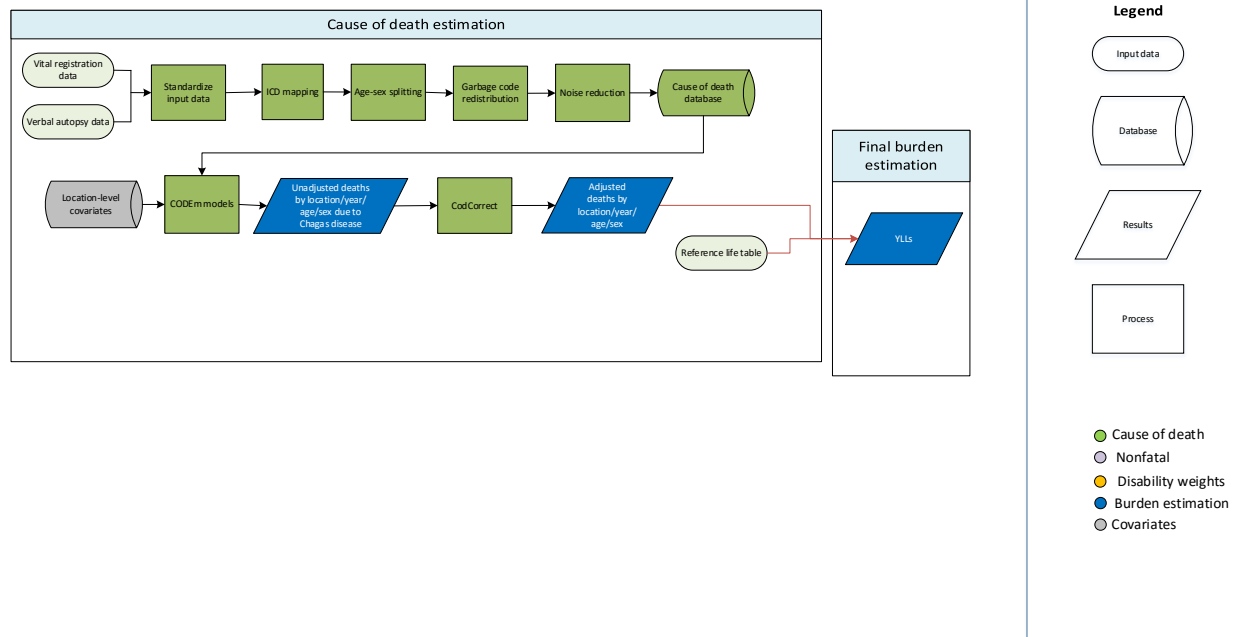 Cause of death estimation
Vital registration
data
Verbal autopsy data
Standardize
input data
ICD mapping
Age-sex splitting
Garbage code
redistribution
Noise reduction
Cause of death
database
Location-level
covariates
CODEm models
Unadjusted deaths
by location/year/
age/sex due to
Chagas disease
CodCorrect
Adjusted
deaths by
location/year/
age/sex
Reference life table
Final burden
estimation
YLLs
Legend
Input data
Database
Results
Process
Cause of death
Nonfatal
Disability weights
Burden estimation
Covariates